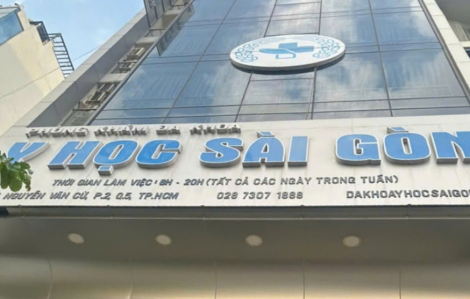 PHÒNG KHÁM ĐA KHOA
Y HỌC SÀI GÒN
THỜI GIAN LÀM VIỆC: 8H - 20H (TẤT CẢ CÁC NGÀY TRONG TUẦN)
NGUYỄN VĂN CỪ, P.2, Q.5, TP.HCM 028 7307 1888 DAKHOAYHOCSAIGO